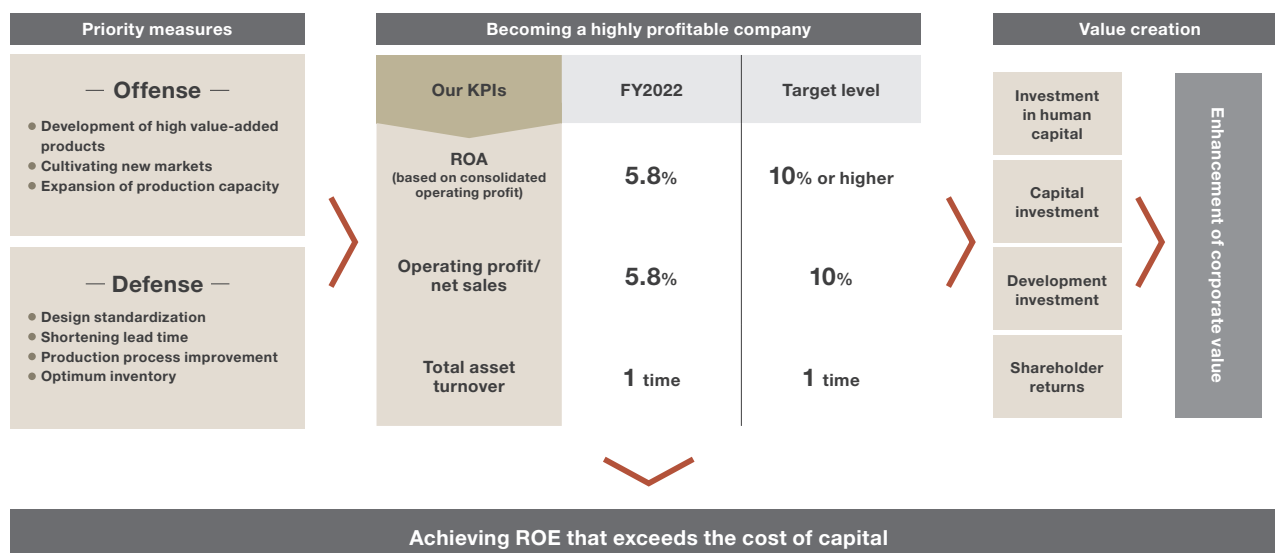 Priority measures
— Offense —
● Development of high value-added
products
● Cultivating new markets
● Expansion of production capacity
— Defense —
● Design standardization
● Shortening lead time
● Production process improvement
● Optimum inventory
Becoming a highly profitable company
Our KPIs
FY2022
Target level
ROA
(based on consolidated
operating profit)
5.8%
10% or higher
Operating profit/
net sales
5.8%
10%
Total asset
turnover
1 time
1 time
Value creation
Investment
in human
capital
Capital
investment
Development
investment
Shareholder
returns
Enhancement of corporate value
Achieving ROE that exceeds the cost of capital